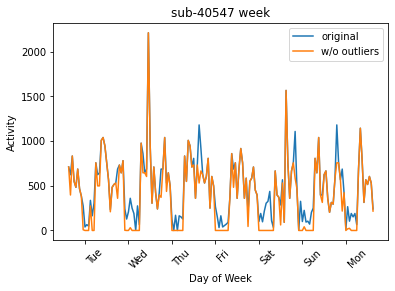 sub-40547 week
original
w/o outliers
Activity
2000
1500
1000
500
0
Tue
Wed
Thu
Fri
Sat
Sun
Mon
Day of Week